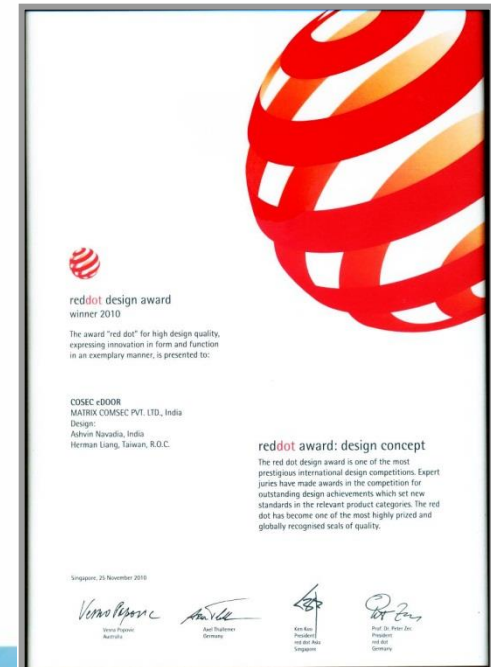 reddot design award
winner 2010
The award "red dot" for high design quality,
expressing innovation in form and function
in an exemplary manner, is presented to:
COSEC eDOOR
MATRIX COMSEC PVT. LTD., India
Design:
Ashvin Navadia, India
Herman Liang, Taiwan, R.O.C.
reddot award: design concept
The red dot design award is one of the most
prestigious international design competitions. Expert
juries have made awards in the competition for
outstanding design achievements which set new
standards in the relevant product categories. The red
dot has become one of the most highly prized and
globally recognised seals of quality.
Singapore, 25 November 2010
Verno Popovic
Australia
Axel Thallemer
Germany
Ken Koo
President
red dot Asia
Singapore
Prof. Dr. Peter Zec
President
red dot
Germany